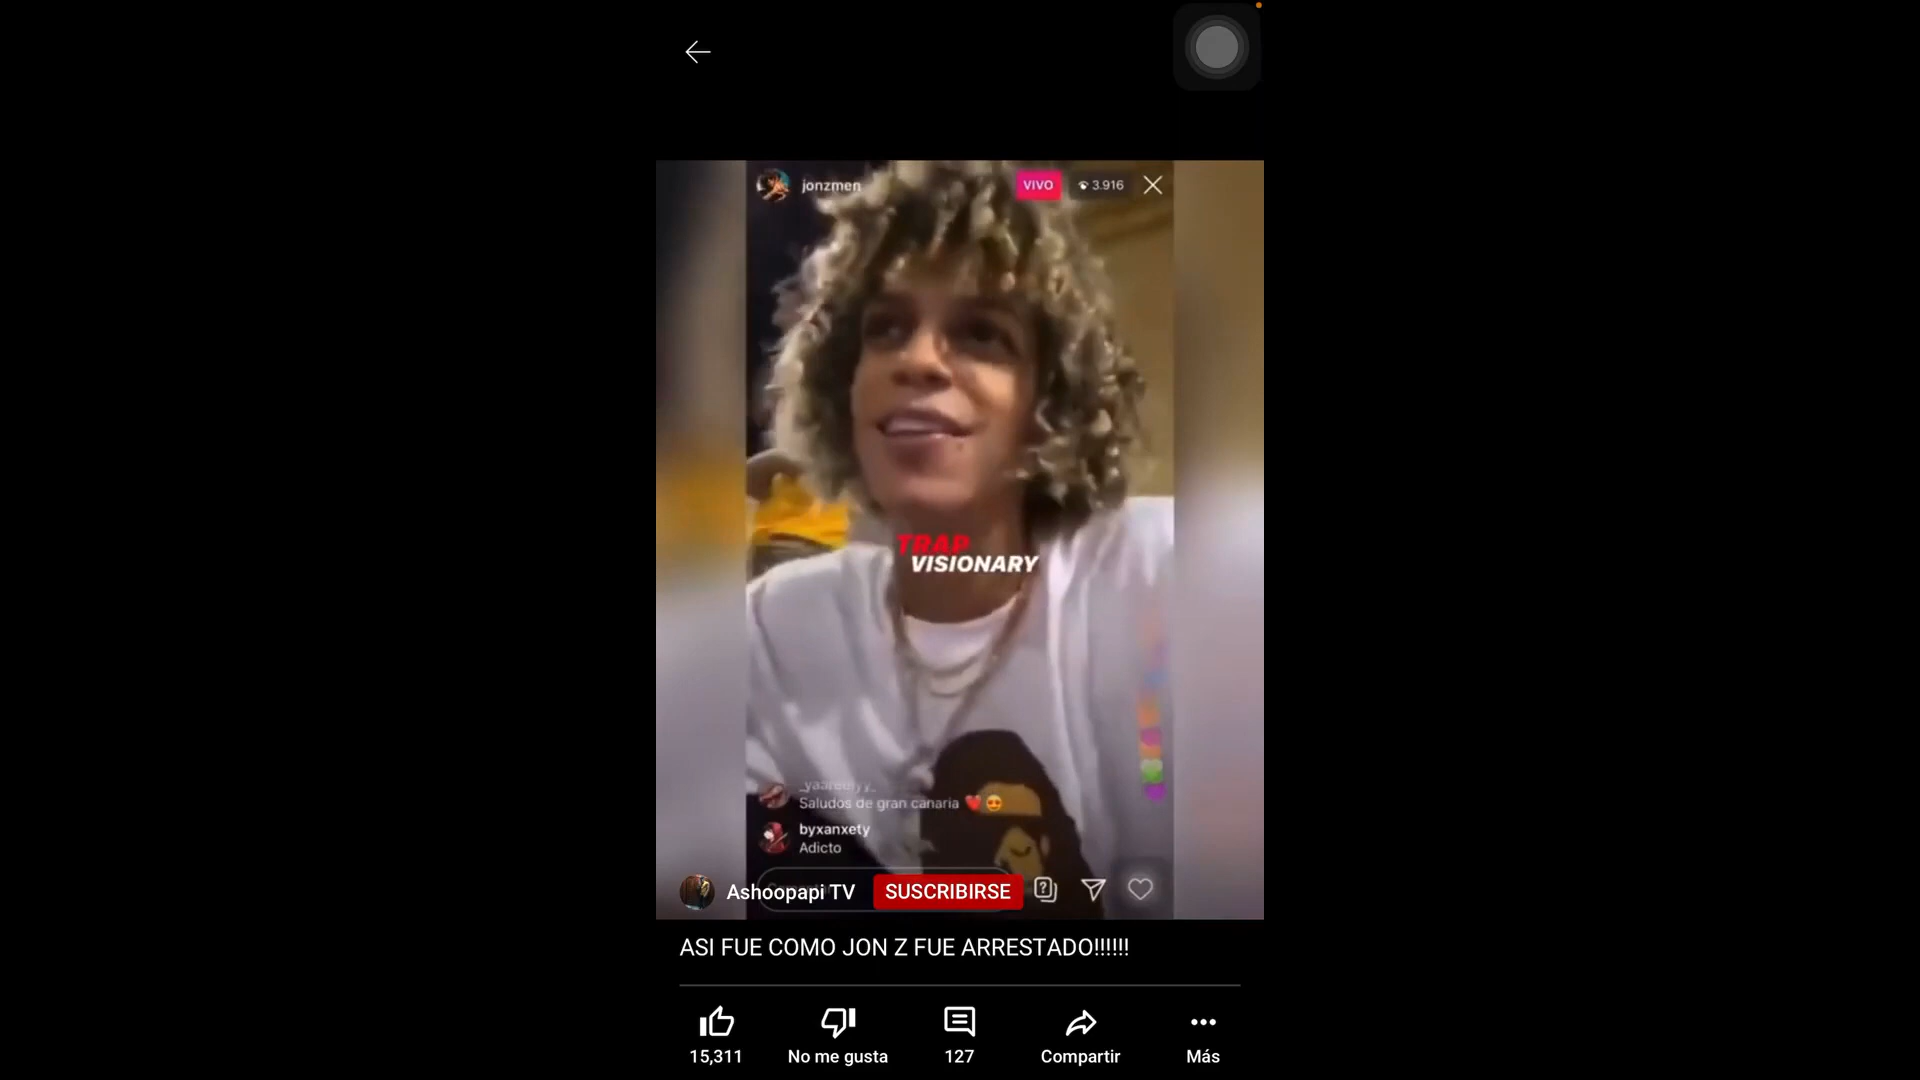 jonzmen
VIVO
3.916
TRAP
VISIONARY
Saludos de gran canaria ❤️😍
byxanxety
Adicto
Ashoopapi TV
SUSCRIBIRSE
ASI FUE COMO JON Z FUE ARRESTADO!!!!!!
15,311
No me gusta
127
Compartir
Más